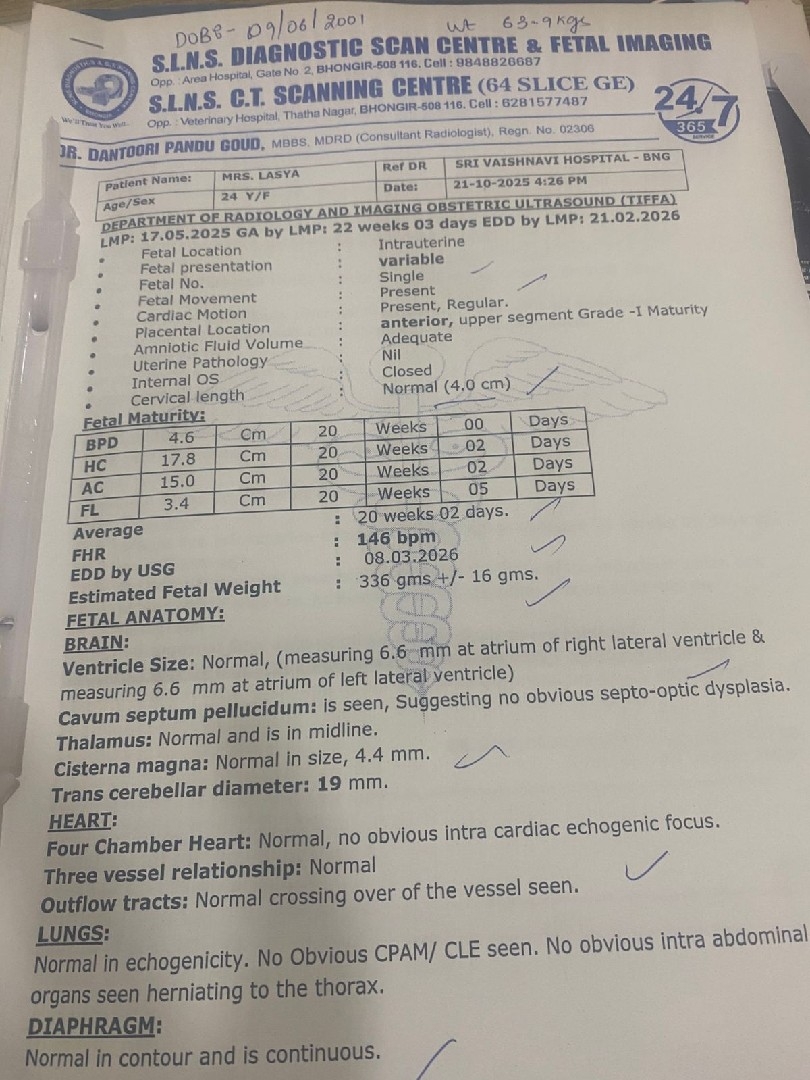 DOB:- 09/06/2001 wt 63.9kgs
S.L.N.S. DIAGNOSTIC SCAN CENTRE & FETAL IMAGING
Opp. : Area Hospital, Gate No. 2, BHONGIR-508 116. Cell : 9848826687
S.L.N.S. C.T. SCANNING CENTRE (64 SLICE GE)
Opp. : Veterinary Hospital, Thatha Nagar, BHONGIR-508 116. Cell : 6281577487
We'll Treat You Well..
24/7
365
DR. DANTOORI PANDU GOUD, MBBS, MDRD (Consultant Radiologist), Regn. No. 02306
Patient Name: MRS. LASYA Ref DR SRI VAISHNAVI HOSPITAL - BNG
Age/Sex 24 Y/F Date: 21-10-2025 4:26 PM
DEPARTMENT OF RADIOLOGY AND IMAGING OBSTETRIC ULTRASOUND (TIFFA)
LMP: 17.05.2025 GA by LMP: 22 weeks 03 days EDD by LMP: 21.02.2026
• Fetal Location : Intrauterine
• Fetal presentation : variable
• Fetal No. : Single
• Fetal Movement : Present
• Cardiac Motion : Present, Regular.
• Placental Location : anterior, upper segment Grade -I Maturity
• Amniotic Fluid Volume : Adequate
• Uterine Pathology : Nil
• Internal OS : Closed
• Cervical length : Normal (4.0 cm)
Fetal Maturity:
BPD 4.6 Cm 20 Weeks 00 Days
HC 17.8 Cm 20 Weeks 02 Days
AC 15.0 Cm 20 Weeks 02 Days
FL 3.4 Cm 20 Weeks 05 Days
Average : 20 weeks 02 days.
FHR : 146 bpm
EDD by USG : 08.03.2026
Estimated Fetal Weight : 336 gms +/- 16 gms.
FETAL ANATOMY:
BRAIN:
Ventricle Size: Normal, (measuring 6.6 mm at atrium of right lateral ventricle &
measuring 6.6 mm at atrium of left lateral ventricle)
Cavum septum pellucidum: is seen, Suggesting no obvious septo-optic dysplasia.
Thalamus: Normal and is in midline.
Cisterna magna: Normal in size, 4.4 mm.
Trans cerebellar diameter: 19 mm.
HEART:
Four Chamber Heart: Normal, no obvious intra cardiac echogenic focus.
Three vessel relationship: Normal
Outflow tracts: Normal crossing over of the vessel seen.
LUNGS:
Normal in echogenicity. No Obvious CPAM/ CLE seen. No obvious intra abdominal
organs seen herniating to the thorax.
DIAPHRAGM:
Normal in contour and is continuous.